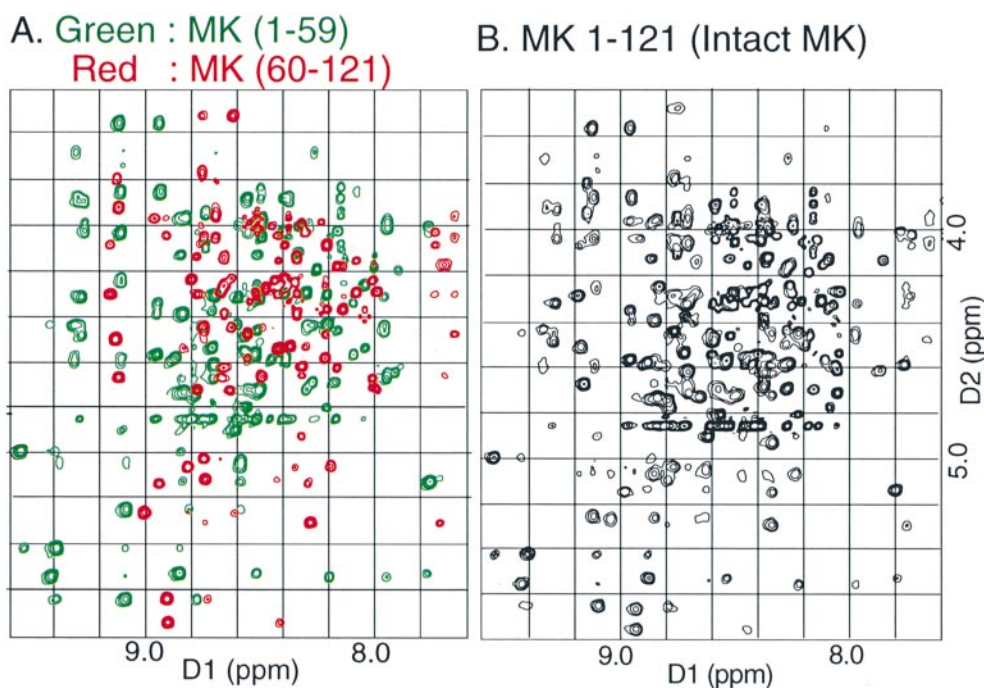 A. Green : MK (1-59)
Red : MK (60-121)
B. MK 1-121 (Intact MK)
4.0
5.0
D2 (ppm)
9.0 8.0
D1 (ppm)
9.0 8.0
D1 (ppm)